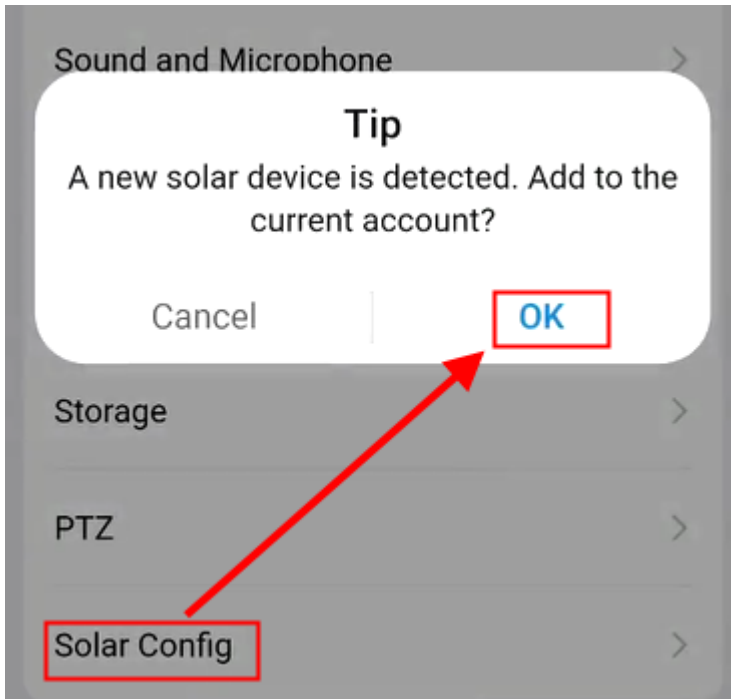 Sound and Microphone
Tip
A new solar device is detected. Add to the
current account?
Cancel
OK
Storage
PTZ
Solar Config